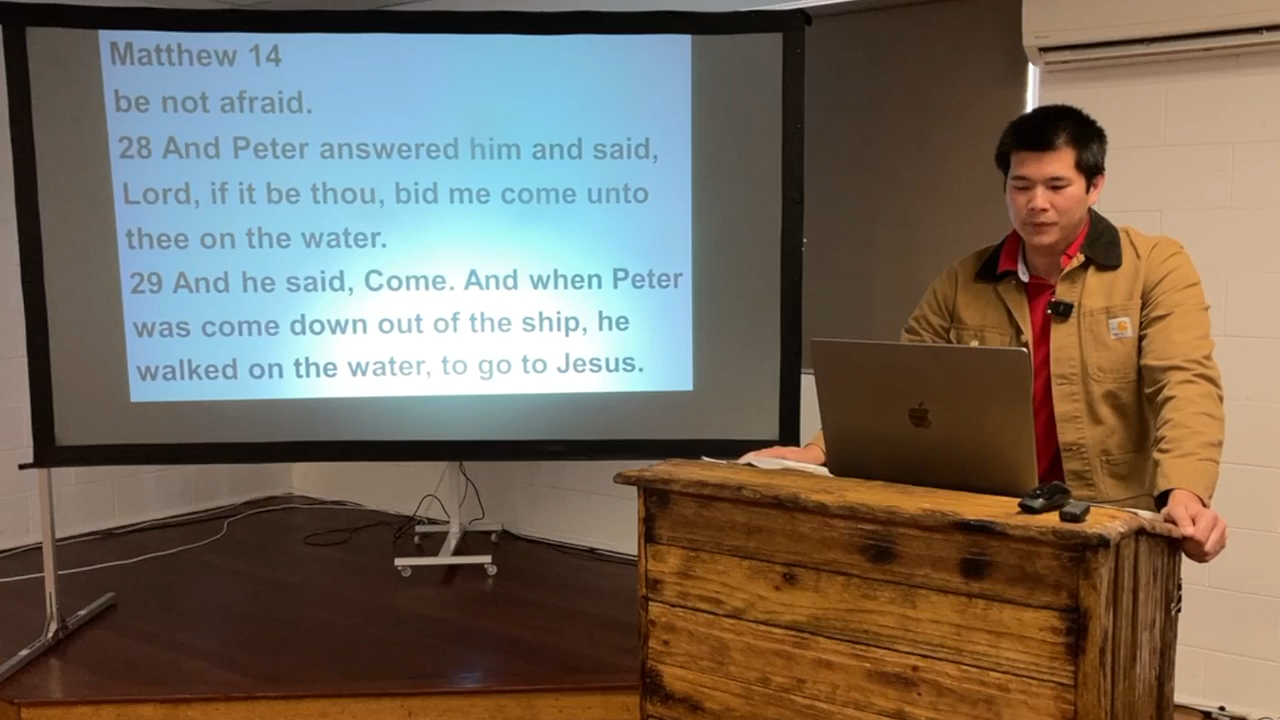 Matthew 14
be not afraid.
28 And Peter answered him and said,
Lord, if it be thou, bid me come unto
thee on the water.
29 And he said, Come. And when Peter
was come down out of the ship, he
walked on the water, to go to Jesus.